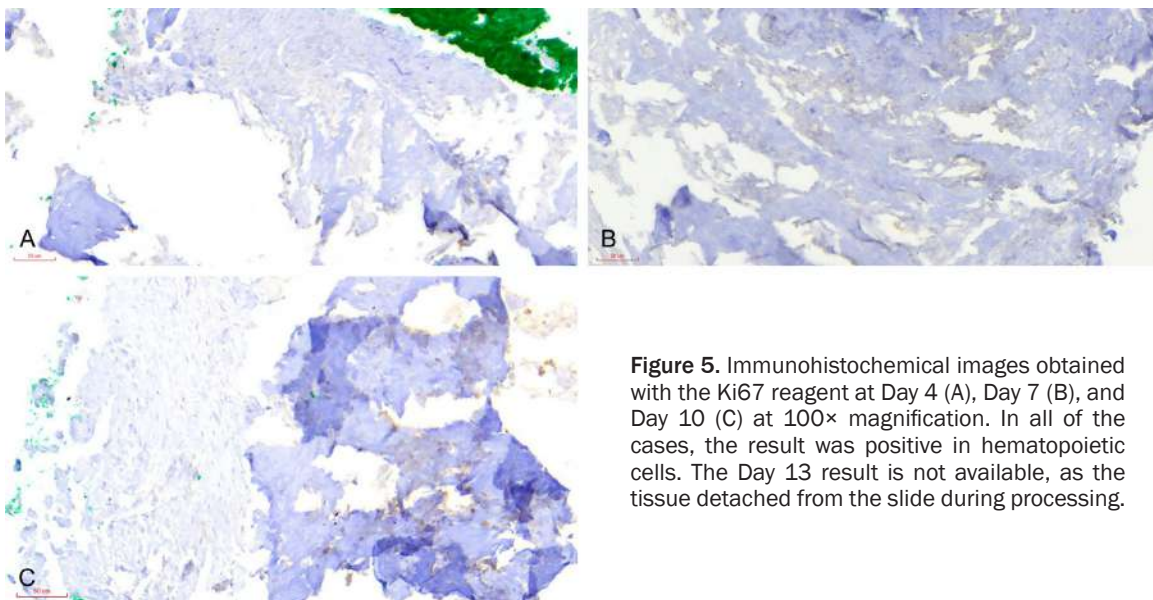 A
B
C
Figure 5. Immunohistochemical images obtained
with the Ki67 reagent at Day 4 (A), Day 7 (B), and
Day 10 (C) at 100× magnification. In all of the
cases, the result was positive in hematopoietic
cells. The Day 13 result is not available, as the
tissue detached from the slide during processing.